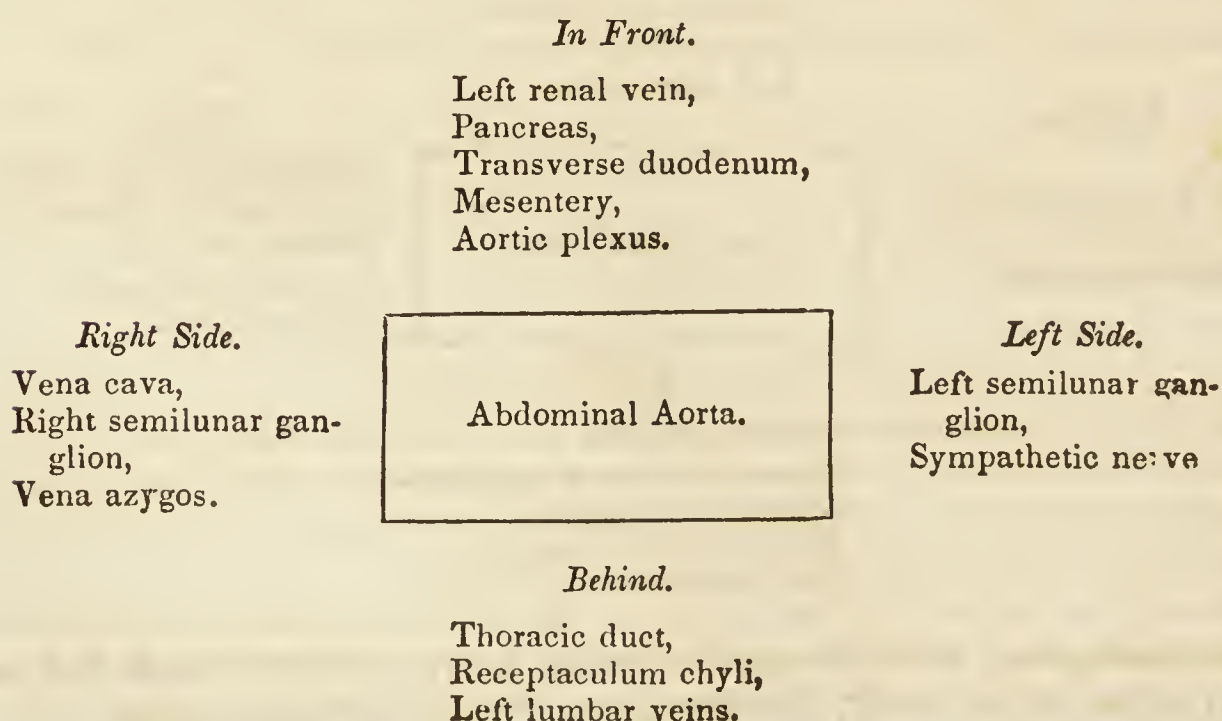 In Front.
Left renal vein,
Pancreas,
Transverse duodenum,
Mesentery,
Aortic plexus.
Right Side.
Vena cava,
Right semilunar gan-
glion,
Vena azygos.
Abdominal Aorta.
Left Side.
Left semilunar gan-
glion,
Sympathetic nerve
Behind.
Thoracic duct,
Receptaculum chyli,
Left lumbar veins.